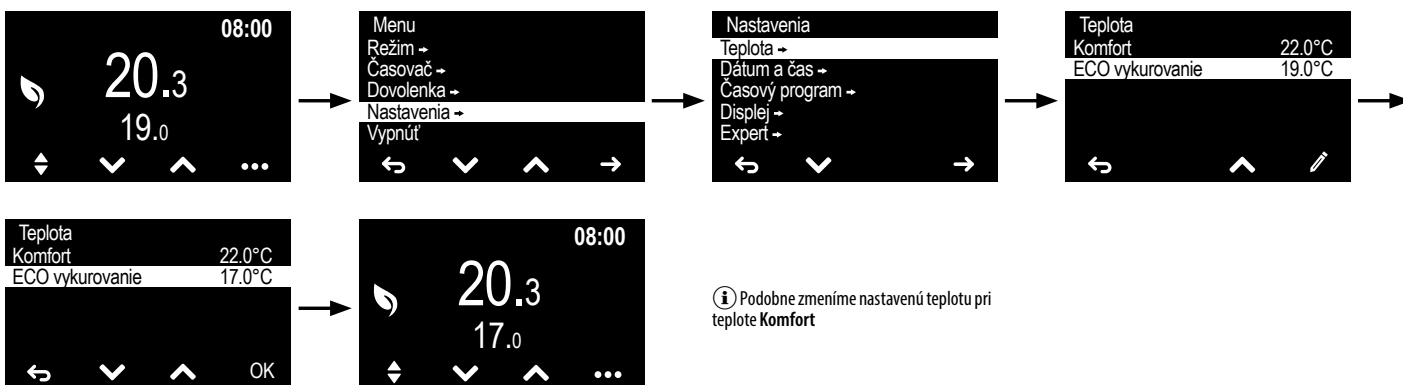 08:00
20.3
19.0
Menu
Režim
Časovač
Dovolenka
Nastavenia
Vypnúť
Nastavenia
Teplota
Dátum a čas
Časový program
Displej
Expert
Teplota
Komfort 22.0°C
ECO vykurovanie 19.0°C
Teplota
Komfort 22.0°C
ECO vykurovanie 17.0°C
OK
08:00
20.3
17.0
i Podobne zmeníme nastavenú teplotu pri
teplote Komfort